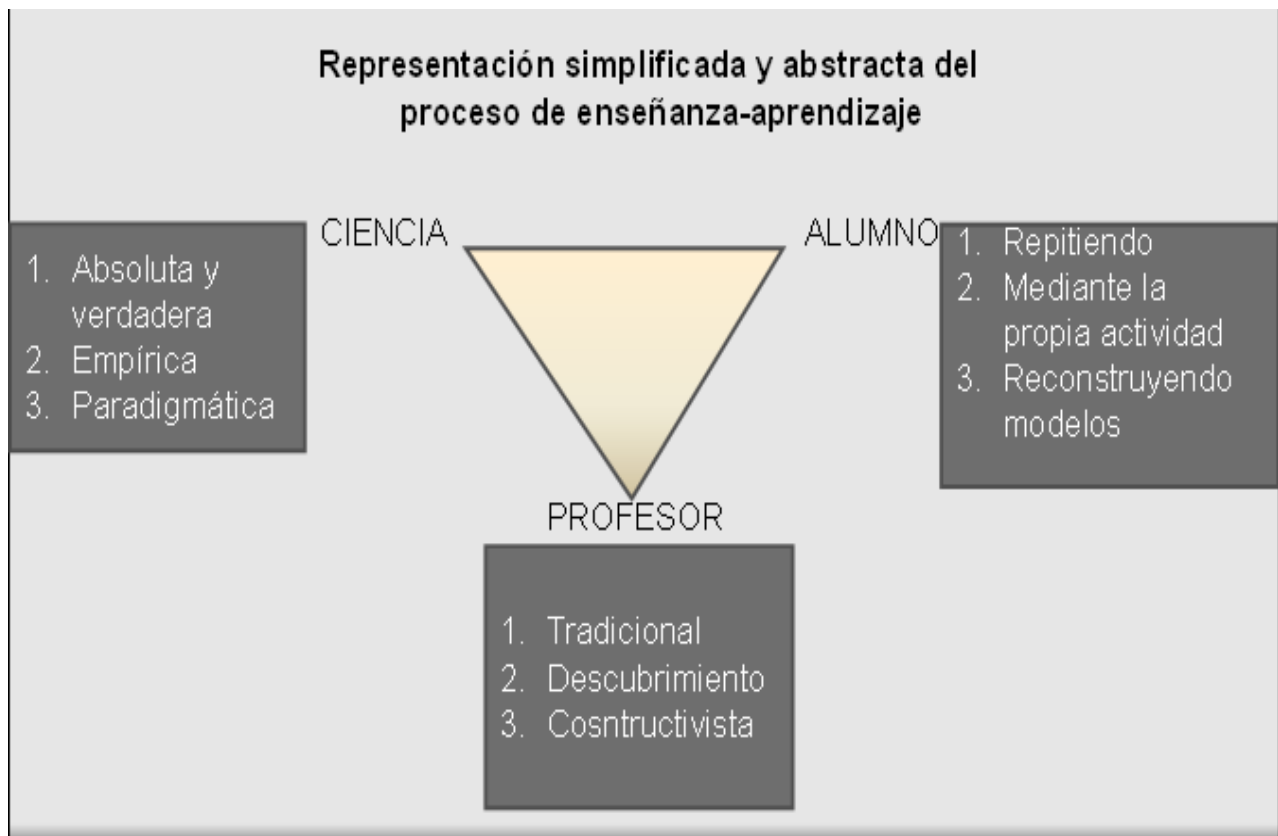 Representación simplificada y abstracta del
proceso de enseñanza-aprendizaje
CIENCIA
1. Absoluta y
verdadera
2. Empírica
3. Paradigmática
ALUMNO
1. Repitiendo
2. Mediante la
propia actividad
3. Reconstruyendo
modelos
PROFESOR
1. Tradicional
2. Descubrimiento
3. Cosntructivista